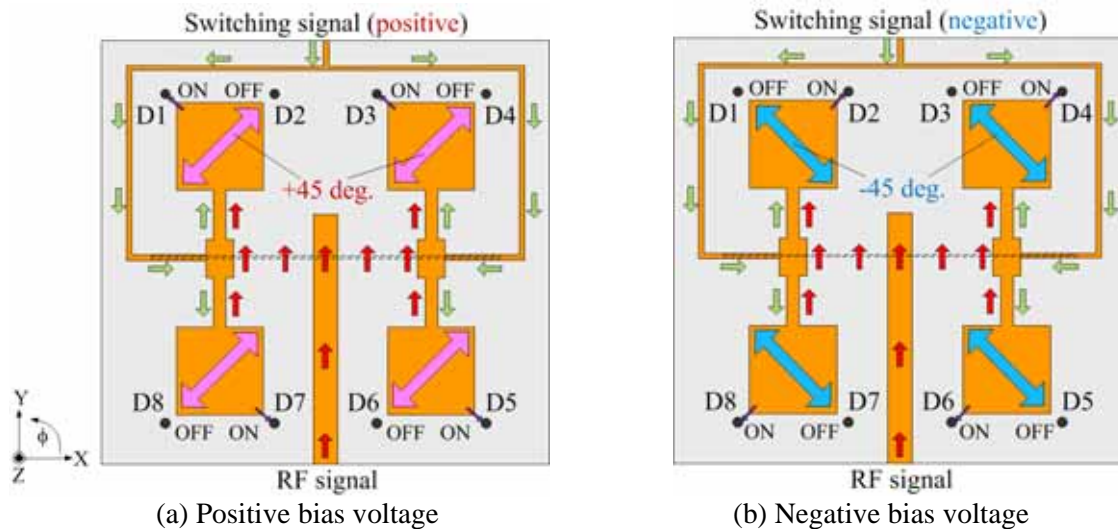 Switching signal (positive)
ON OFF ON OFF
D1 D2 D3 D4
+45 deg.
D8 D7 D6 D5
OFF ON OFF ON
Y
ϕ
Z X
RF signal
(a) Positive bias voltage
Switching signal (negative)
OFF ON OFF ON
D1 D2 D3 D4
-45 deg.
D8 D7 D6 D5
ON OFF ON OFF
RF signal
(b) Negative bias voltage